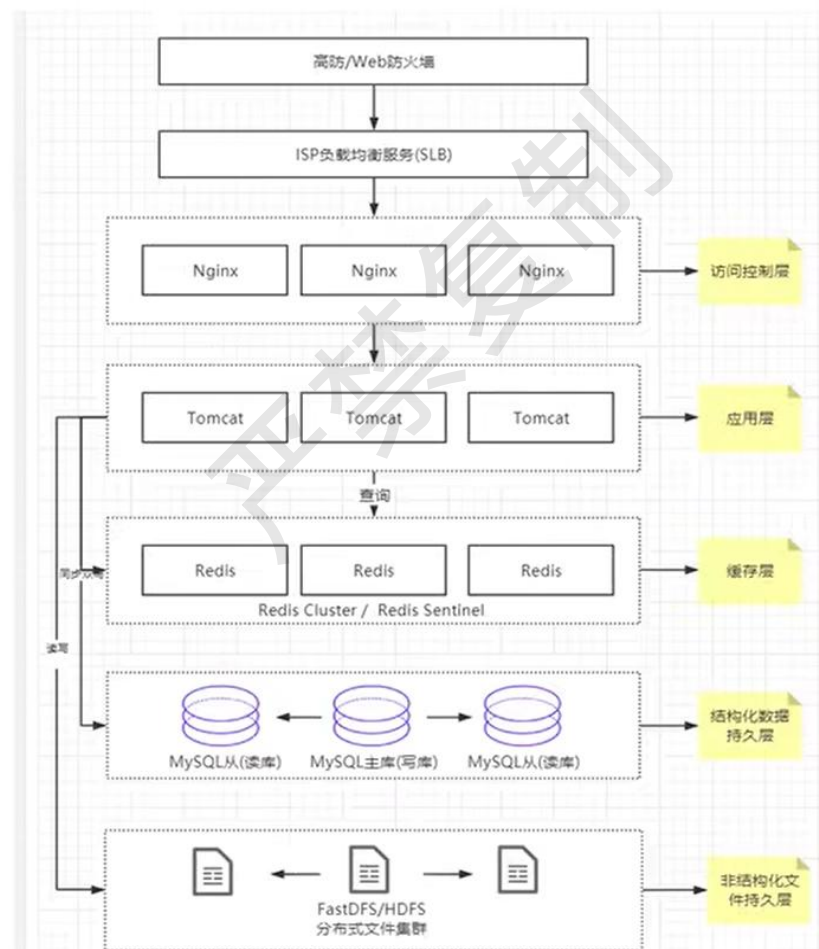 高防/Web防火墙
ISP负载均衡服务(SLB)
Nginx
Nginx
Nginx
访问控制层
Tomcat
Tomcat
Tomcat
应用层
查询
Redis
Redis
Redis
缓存层
同步双写
Redis Cluster / Redis Sentinel
读写
结构化数据
持久层
MySQL从(读库)
MySQL主库(写库)
MySQL从(读库)
非结构化文
件持久层
FastDFS/HDFS
分布式文件集群
严禁复制